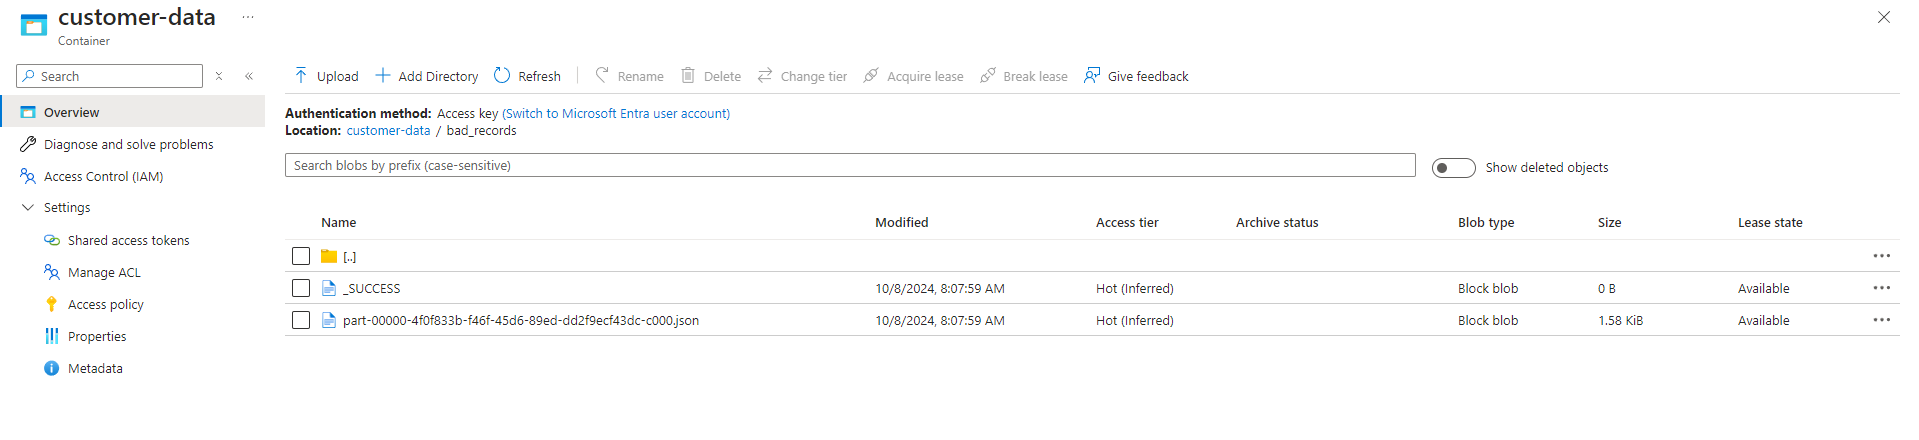 customer-data ...
Container
Search
Upload Add Directory Refresh Rename Delete Change tier Acquire lease Break lease Give feedback
Overview
Diagnose and solve problems
Access Control (IAM)
Settings
Shared access tokens
Manage ACL
Access policy
Properties
Metadata
Authentication method: Access key (Switch to Microsoft Entra user account)
Location: customer-data / bad_records
Search blobs by prefix (case-sensitive)
Show deleted objects
Name Modified Access tier Archive status Blob type Size Lease state
[..]
_SUCCESS 10/8/2024, 8:07:59 AM Hot (Inferred) Block blob 0 B Available
part-00000-4f0f833b-f46f-45d6-89ed-dd2f9ecf43dc-c000.json 10/8/2024, 8:07:59 AM Hot (Inferred) Block blob 1.58 KiB Available